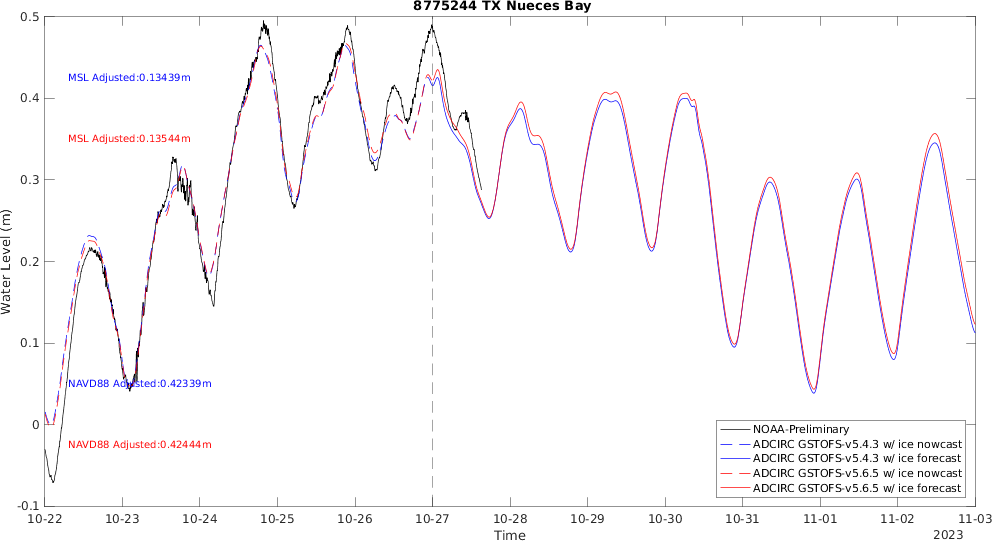 8775244 TX Nueces Bay
0.5
0.4
0.3
0.2
0.1
0
-0.1
Water Level (m)
MSL Adjusted:0.13439m
MSL Adjusted:0.13544m
NAVD88 Adjusted:0.42339m
NAVD88 Adjusted:0.42444m
NOAA-Preliminary
ADCIRC GSTOFS-v5.4.3 w/ ice nowcast
ADCIRC GSTOFS-v5.4.3 w/ ice forecast
ADCIRC GSTOFS-v5.6.5 w/ ice nowcast
ADCIRC GSTOFS-v5.6.5 w/ ice forecast
10-22 10-23 10-24 10-25 10-26 10-27 10-28 10-29 10-30 10-31 11-01 11-02 11-03
Time
2023